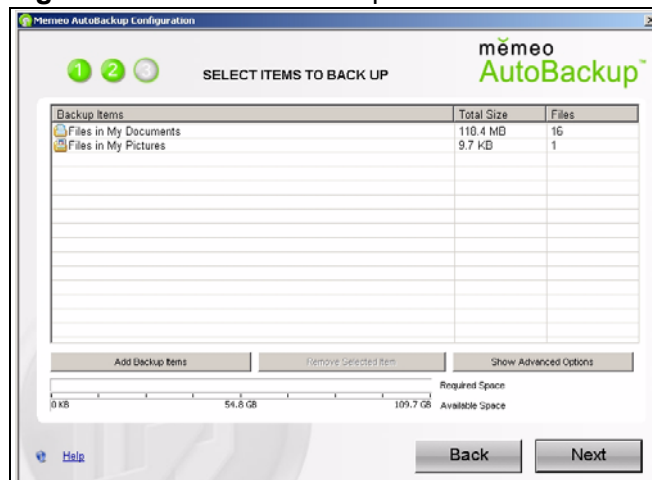 Memeo AutoBackup Configuration
mĕmeo
AutoBackup™
1 2 3
SELECT ITEMS TO BACK UP
Backup Items Total Size Files
Files in My Documents 118.4 MB 16
Files in My Pictures 9.7 KB 1
Add Backup Items Remove Selected Item Show Advanced Options
Required Space
0 KB 54.8 GB 109.7 GB Available Space
Help Back Next